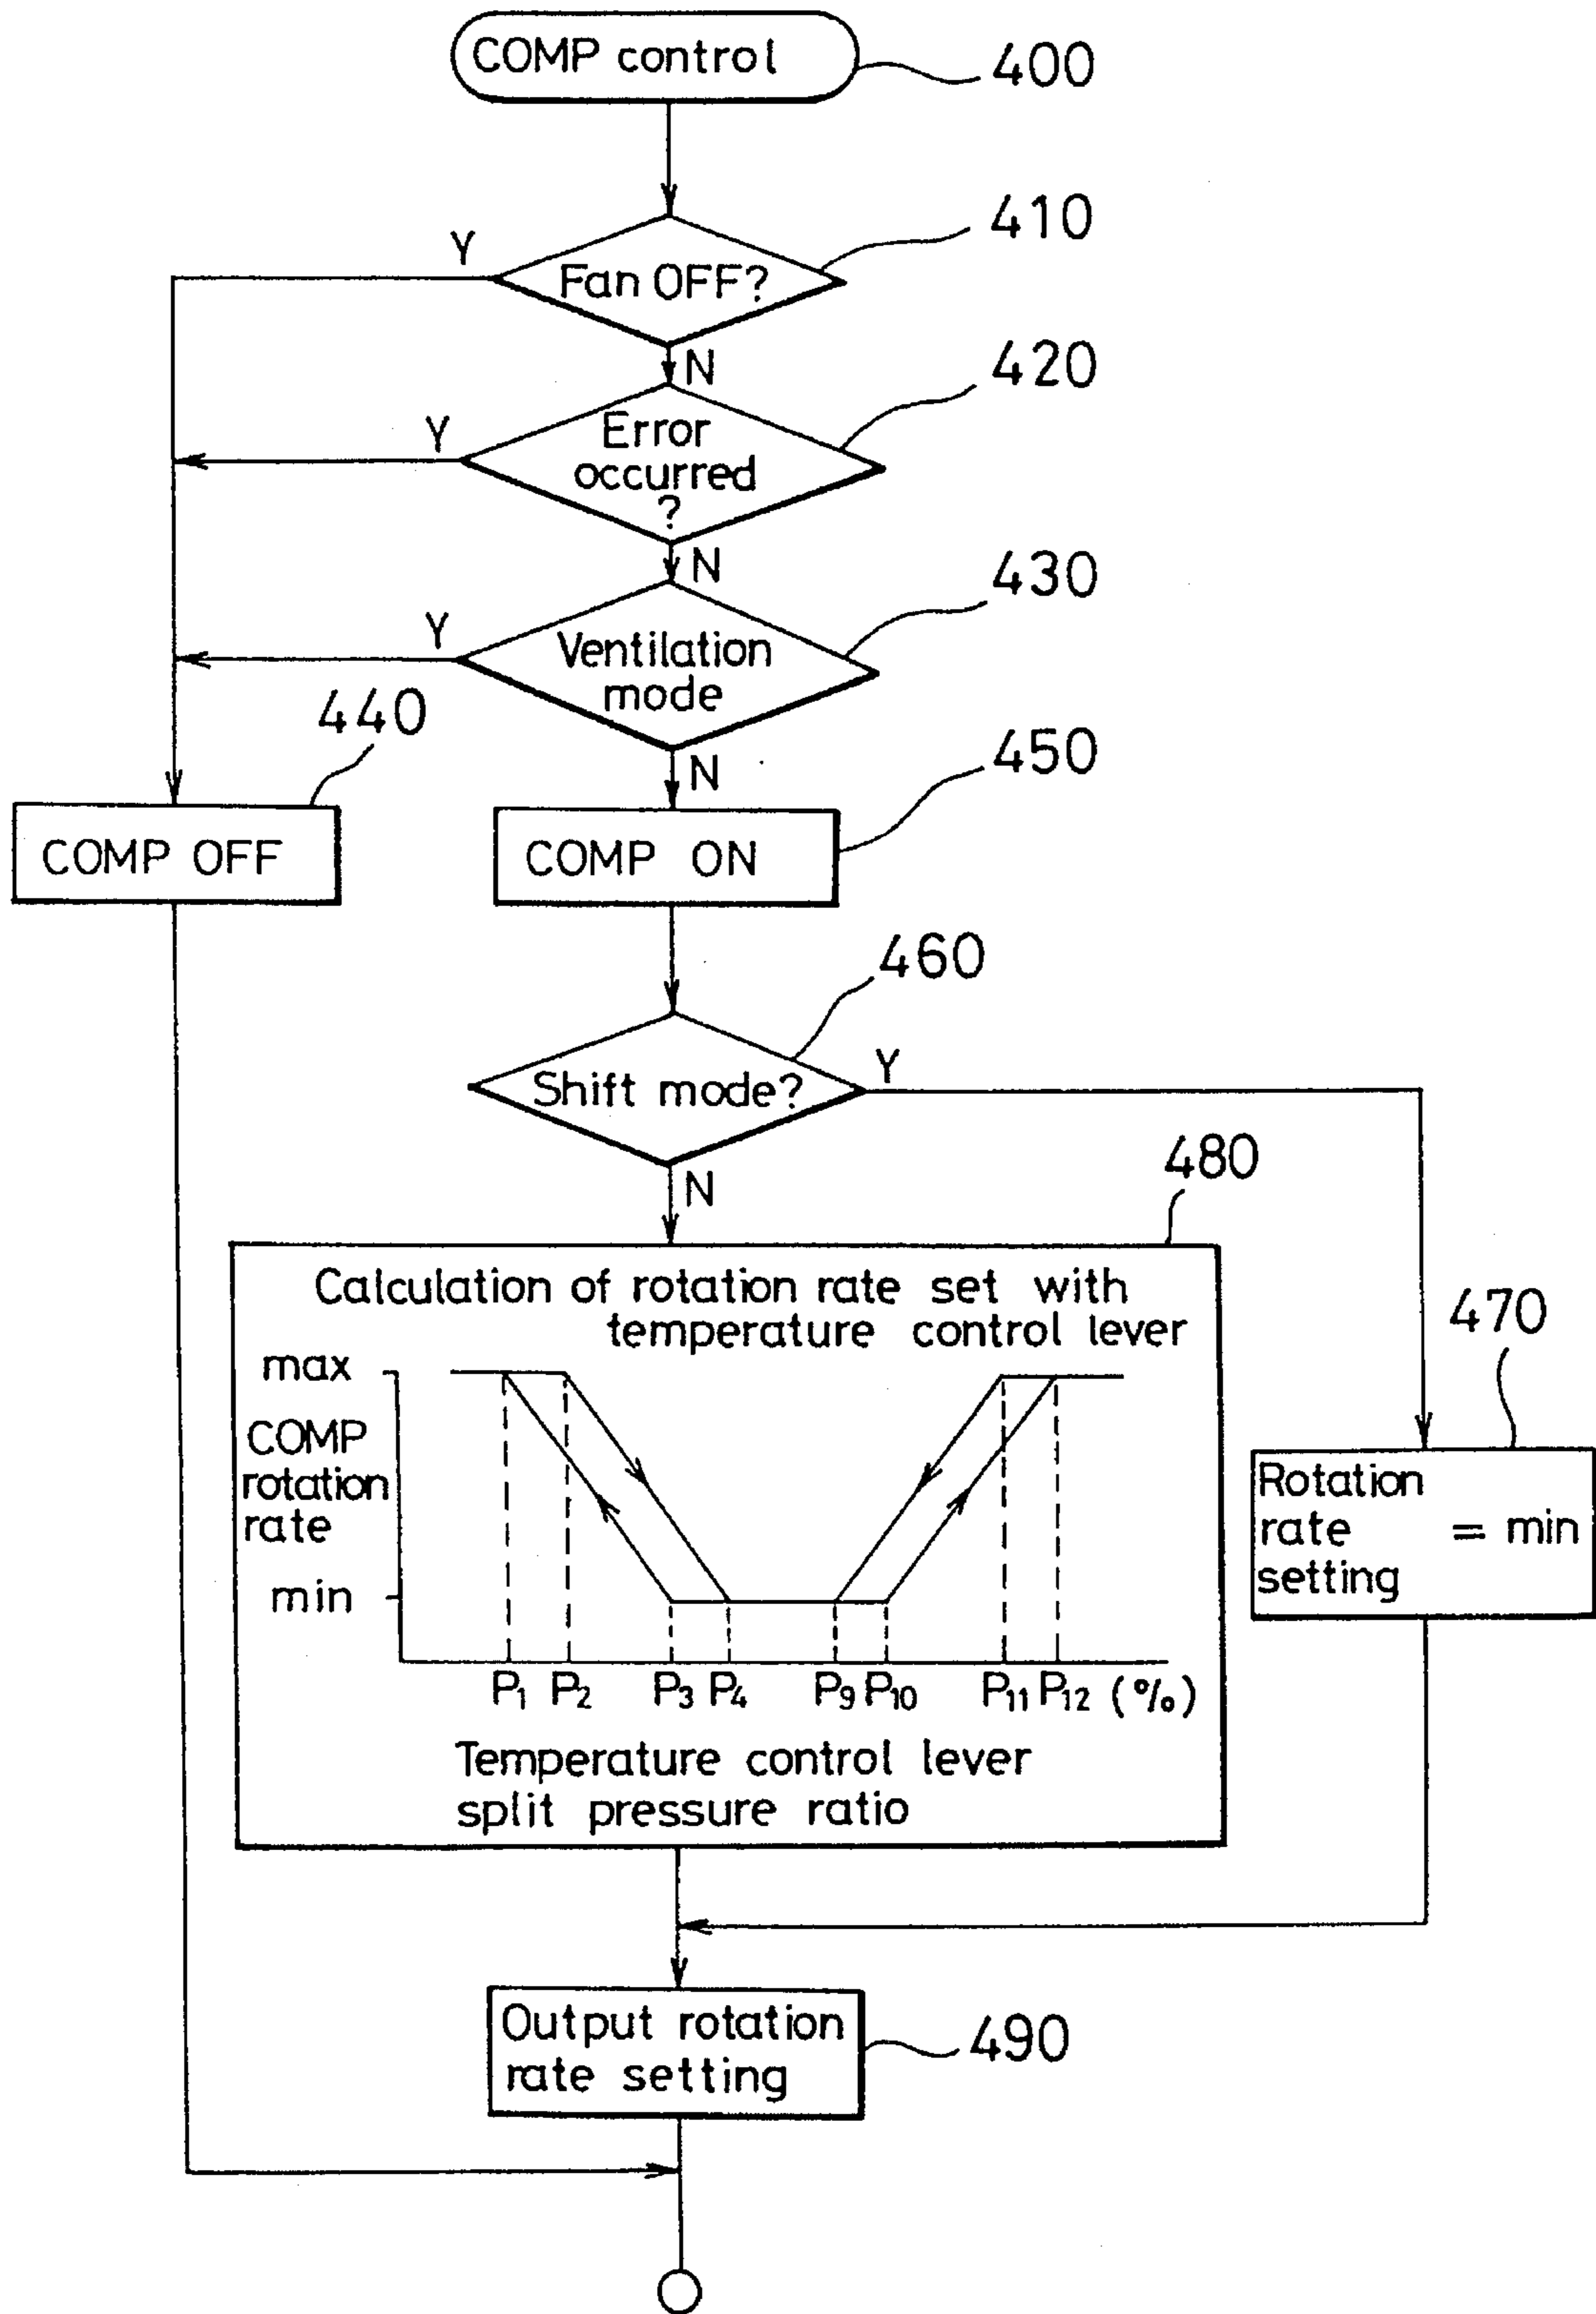 COMP control
400
410
Y
Fan OFF?
N
420
Y
Error
occurred
?
N
430
Y
Ventilation
mode
440
N
450
COMP OFF
COMP ON
460
Shift mode?
Y
N
480
Calculation of rotation rate set with
temperature control lever
470
max
COMP
rotation
rate
min
P1 P2 P3 P4 P9 P10 P11 P12 (%)
Temperature control lever
split pressure ratio
Rotation
rate = min
setting
Output rotation
rate setting
490